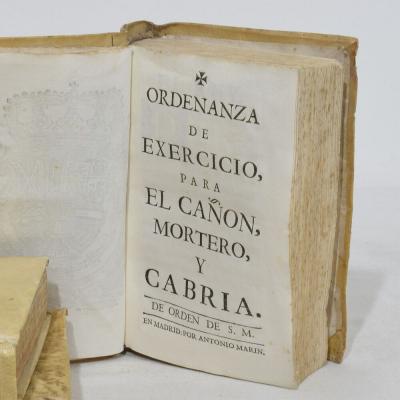 ✠
ORDENANZA
DE
EXERCICIO,
PARA
EL CAÑON,
MORTERO,
Y
CABRIA.
DE ORDEN DE S. M.
EN MADRID: POR ANTONIO MARIN.